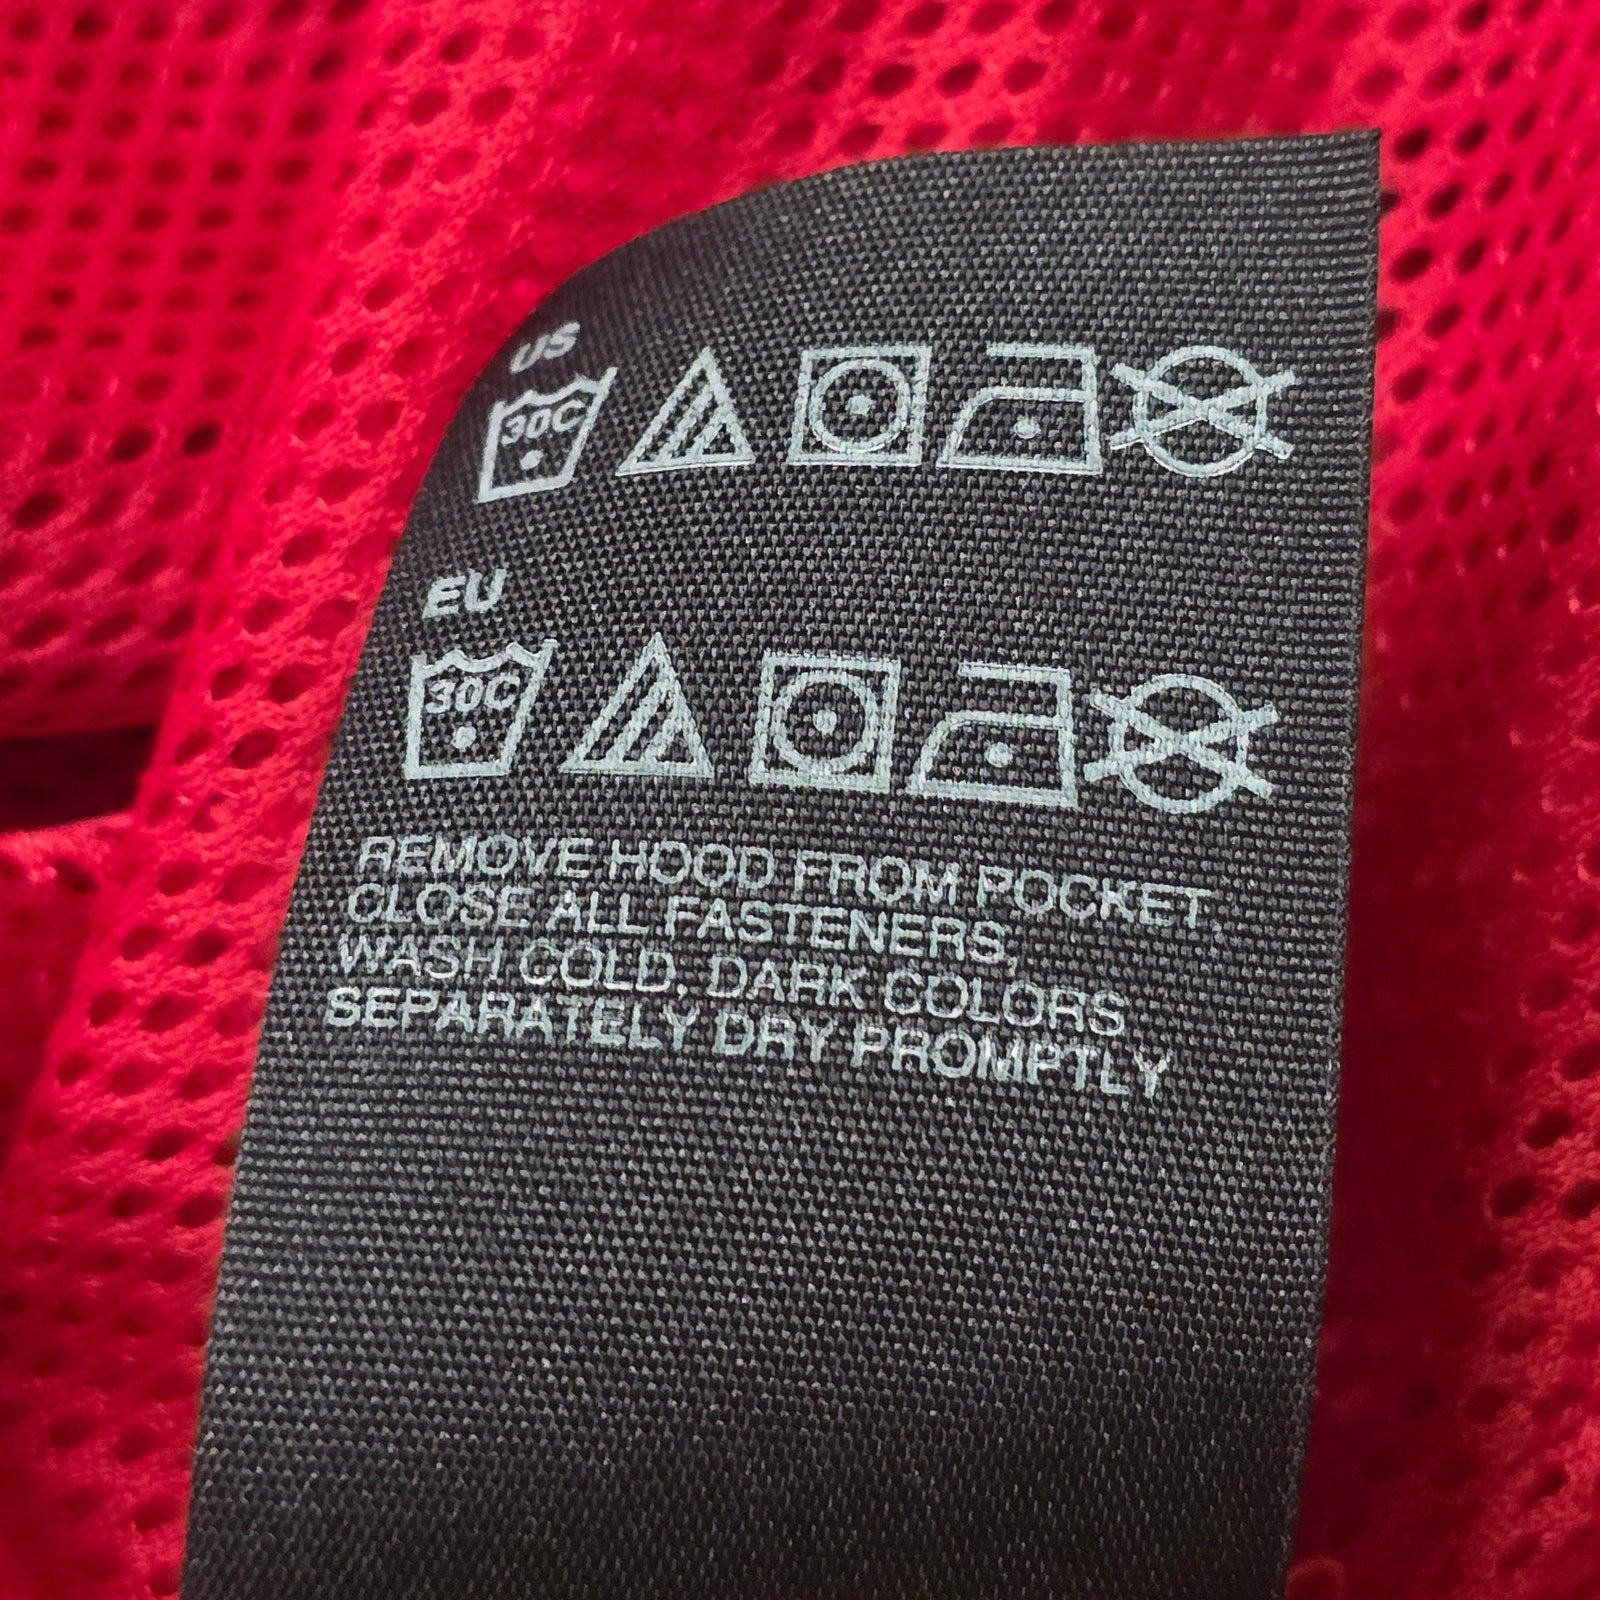 US
30C
EU
30C
REMOVE HOOD FROM POCKET,
CLOSE ALL FASTENERS,
WASH COLD, DARK COLORS
SEPARATELY DRY PROMPTLY